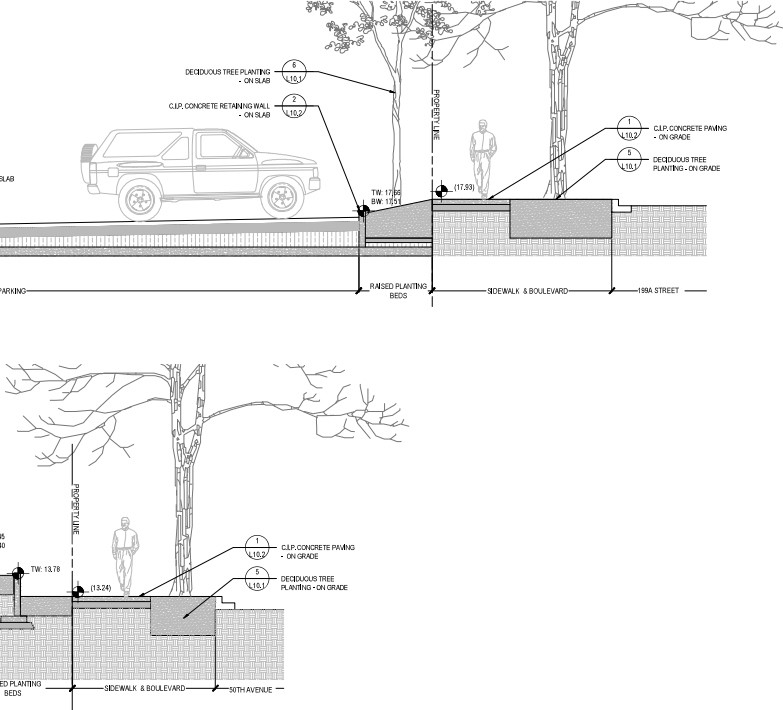 6
DECIDUOUS TREE PLANTING
- ON SLAB
L10.1
2
C.I.P. CONCRETE RETAINING WALL
- ON SLAB
L10.2
PROPERTY LINE
1
C.I.P. CONCRETE PAVING
- ON GRADE
L10.2
5
DECIDUOUS TREE
PLANTING - ON GRADE
L10.1
SLAB
TW: 17.66
BW: 17.51
(17.93)
PARKING
RAISED PLANTING
BEDS
SIDEWALK & BOULEVARD
199A STREET
PROPERTY LINE
1
C.I.P. CONCRETE PAVING
- ON GRADE
L10.2
5
DECIDUOUS TREE
PLANTING - ON GRADE
L10.1
TW: 13.78
(13.24)
ED PLANTING
BEDS
SIDEWALK & BOULEVARD
50TH AVENUE